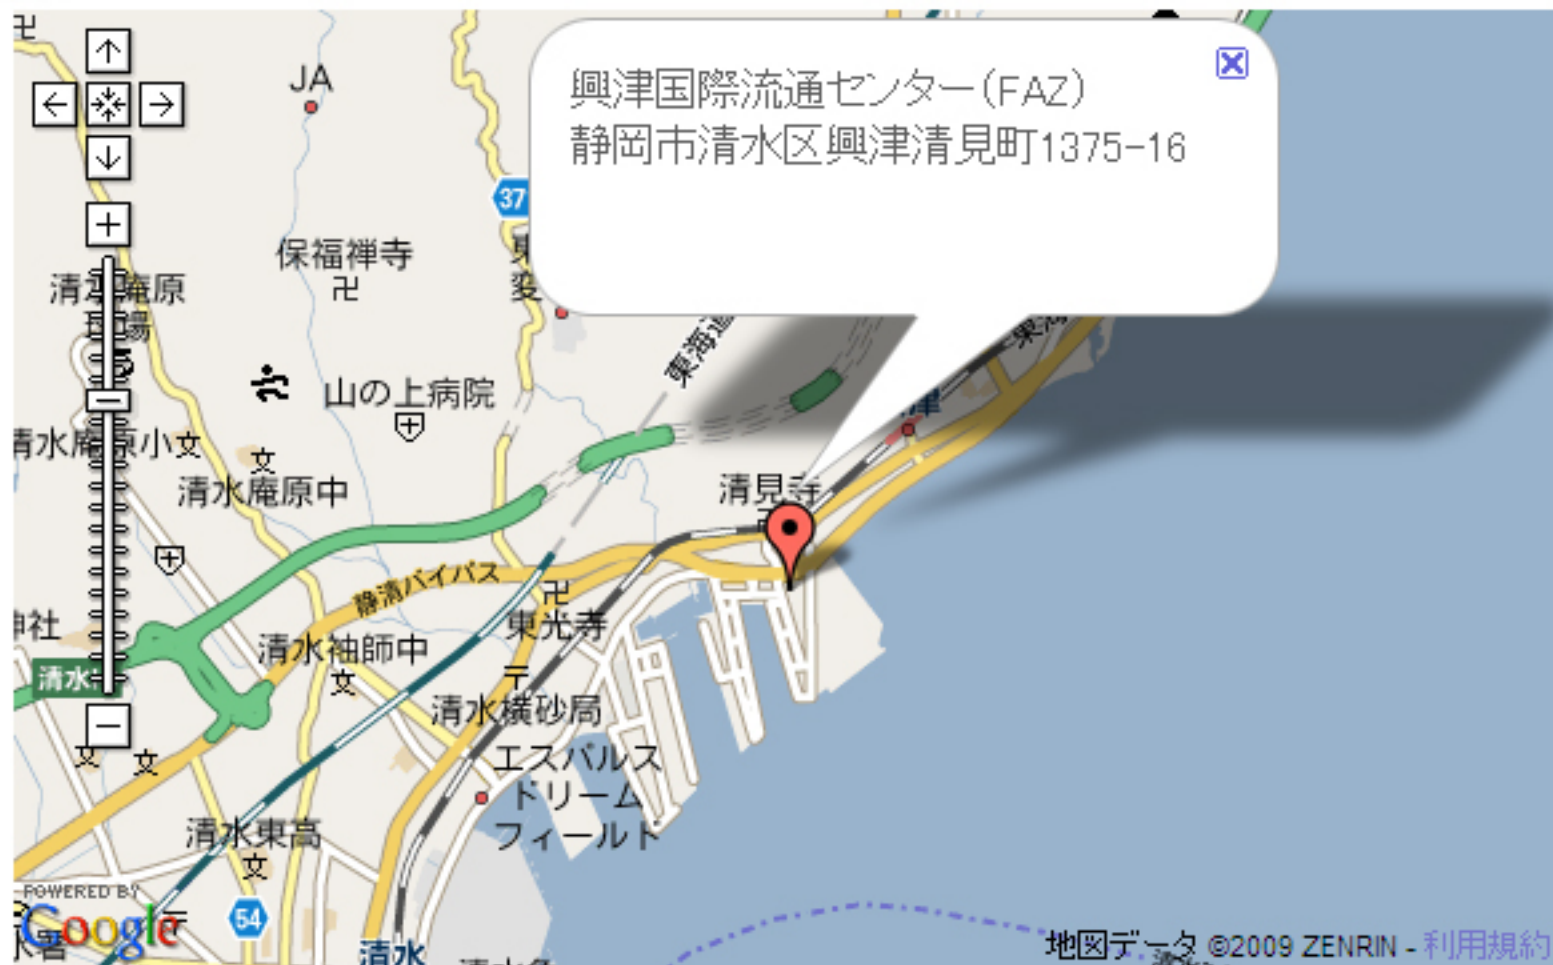 JA
興津国際流通センター(FAZ)
静岡市清水区興津清見町1375-16
37
保福禅寺
山の上病院
東海道
清水庵原小
清水庵原中
清見寺
静清バイパス
東光寺
清水袖師中
清水横砂局
エスパルス
ドリーム
フィールド
清水東高
54
POWERED BY
Google
清水
地図データ ©2009 ZENRIN - 利用規約